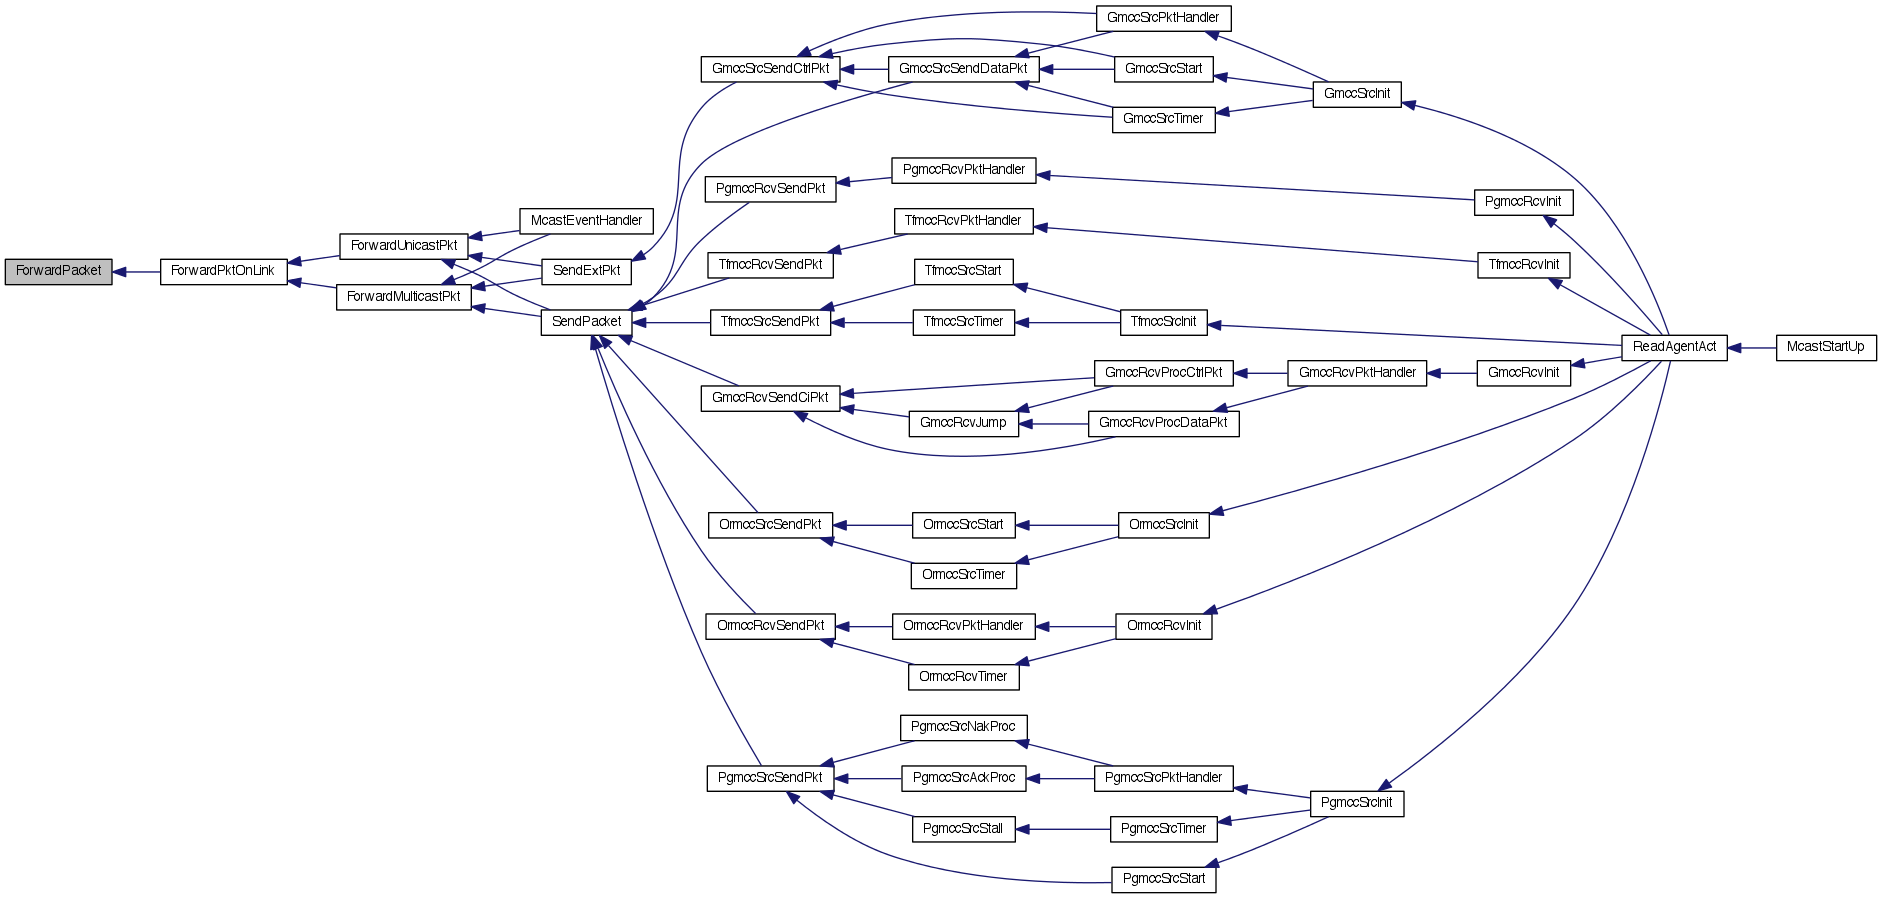 GmccSrcPktHandler
GmccSrcSendCtrlPkt
GmccSrcSendDataPkt
GmccSrcStart
GmccSrcInit
GmccSrcTimer
PgmccRcvSendPkt
PgmccRcvPktHandler
PgmccRcvInit
McastEventHandler
TfmccRcvPktHandler
ForwardUnicastPkt
ForwardPacket
ForwardPktOnLink
SendExtPkt
TfmccRcvSendPkt
TfmccSrcStart
TfmccRcvInit
ForwardMulticastPkt
SendPacket
TfmccSrcSendPkt
TfmccSrcTimer
TfmccSrcInit
ReadAgentAct
McastStartUp
GmccRcvProcCtrlPkt
GmccRcvPktHandler
GmccRcvInit
GmccRcvSendCiPkt
GmccRcvJump
GmccRcvProcDataPkt
OrmccSrcSendPkt
OrmccSrcStart
OrmccSrcInit
OrmccSrcTimer
OrmccRcvSendPkt
OrmccRcvPktHandler
OrmccRcvInit
OrmccRcvTimer
PgmccSrcNakProc
PgmccSrcSendPkt
PgmccSrcAckProc
PgmccSrcPktHandler
PgmccSrcInit
PgmccSrcStall
PgmccSrcTimer
PgmccSrcStart